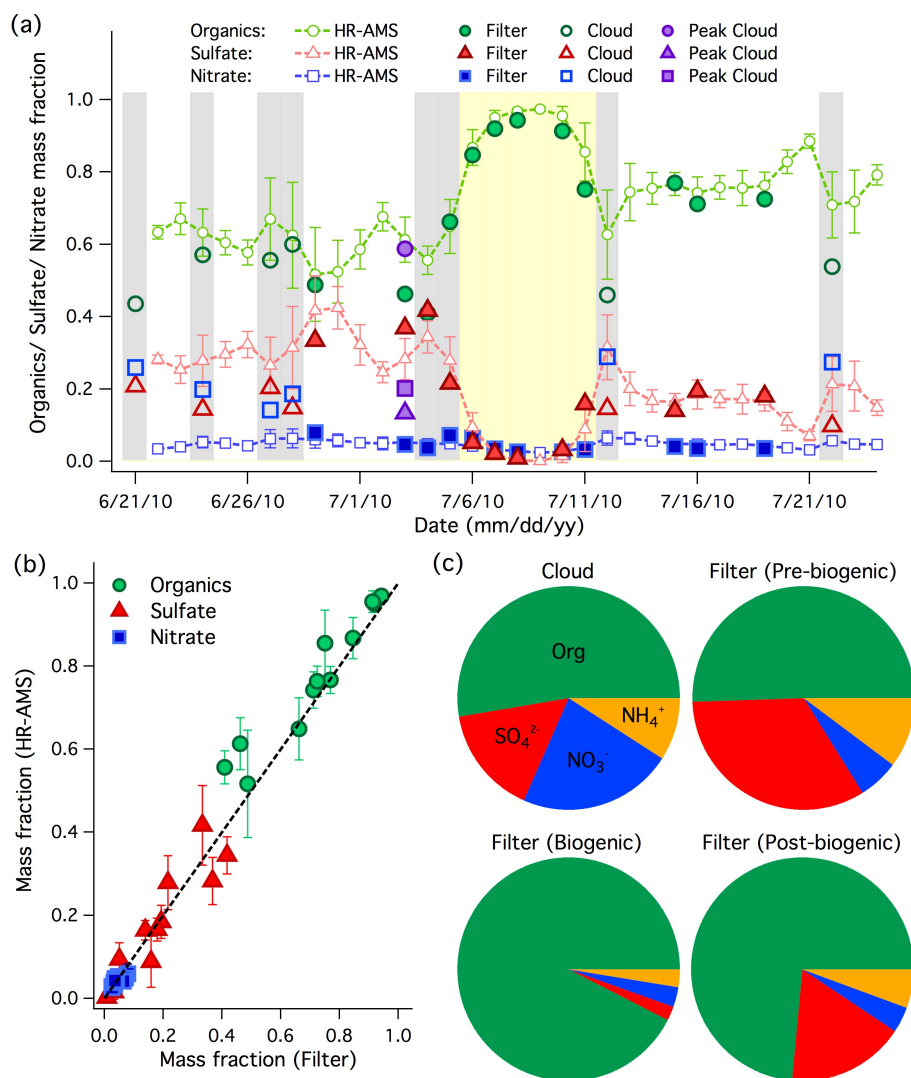 (a)
Organics: HR-AMS Filter Cloud Peak Cloud
Sulfate: HR-AMS Filter Cloud Peak Cloud
Nitrate: HR-AMS Filter Cloud Peak Cloud
Organics/ Sulfate/ Nitrate mass fraction
1.0
0.8
0.6
0.4
0.2
0.0
6/21/10 6/26/10 7/1/10 7/6/10 7/11/10 7/16/10 7/21/10
Date (mm/dd/yy)
(b)
Organics
Sulfate
Nitrate
Mass fraction (HR-AMS)
1.0
0.8
0.6
0.4
0.2
0.0
0.0 0.2 0.4 0.6 0.8 1.0
Mass fraction (Filter)
(c)
Cloud
Org
NH₄⁺
SO₄²⁻
NO₃⁻
Filter (Pre-biogenic)
Filter (Biogenic)
Filter (Post-biogenic)